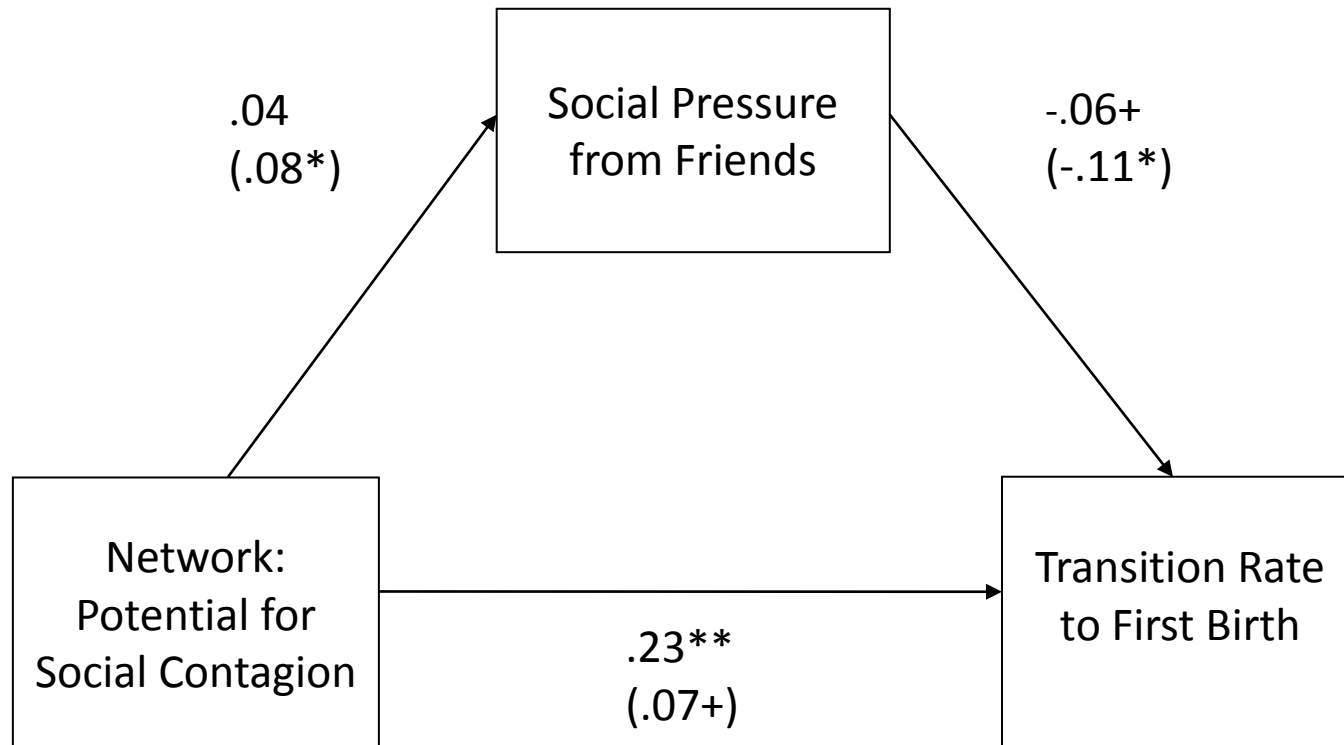 .04
(.08*)
Social Pressure
from Friends
-.06+
(-.11*)
Network:
Potential for
Social Contagion
.23**
(.07+)
Transition Rate
to First Birth